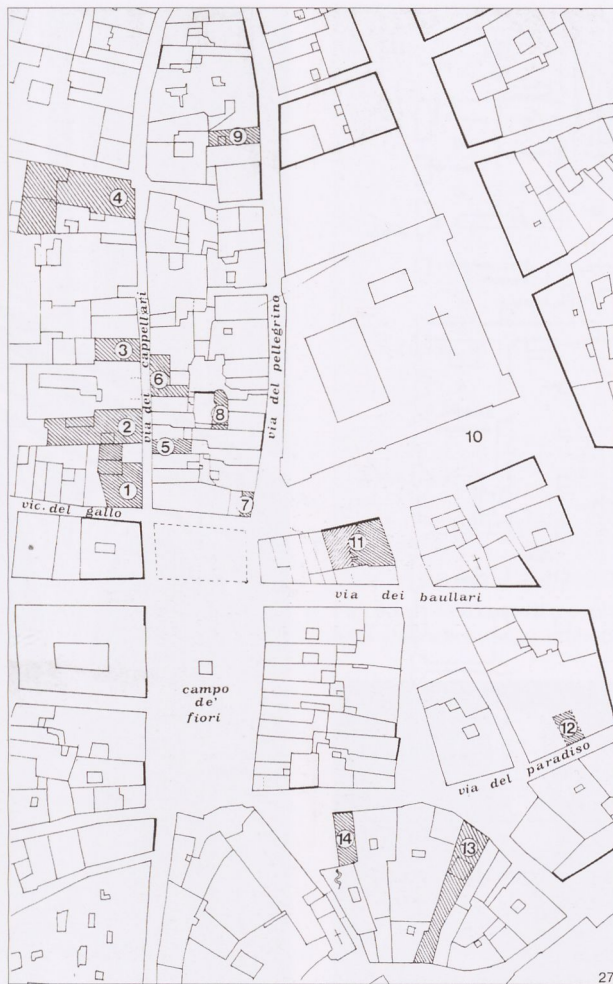 9
4
via dei cappellari
via del pellegrino
3
6
8
2
10
5
1
7
vic. del gallo
11
via dei baullari
campo
de'
fiori
12
via del paradiso
14
13
27